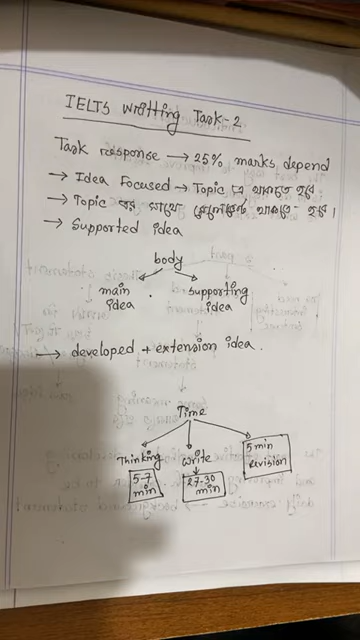 IELTS Writting Task-2
Task response → 25% marks depend
→ Idea Focused → Topic এ থাকতে হবে
→ Topic এর সাথে রেলেভেন্ট থাকতে হবে।
→ Supported idea
body
main idea . supporting idea
→ developed + extension idea.
Time
Thinking write 5 min revision
5-7 min 27-30 min